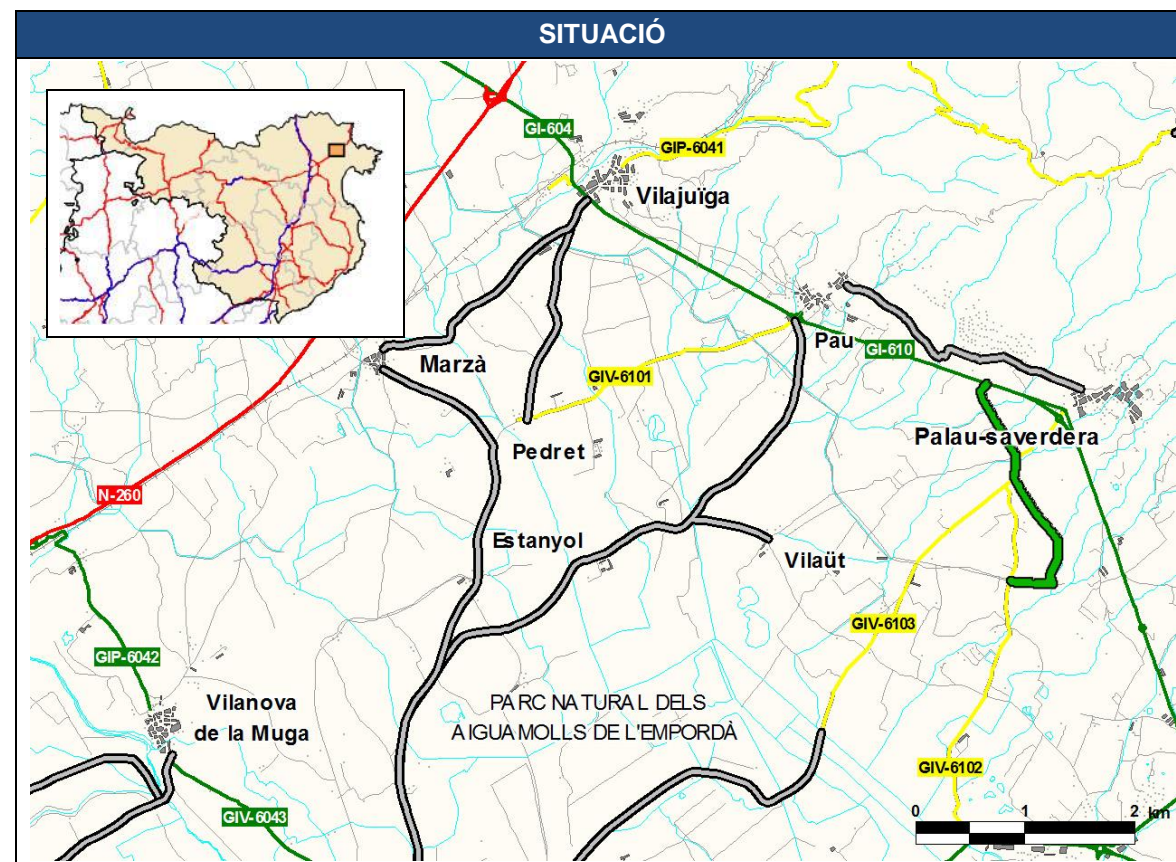 SITUACIÓ
GI-604
GIP-6041
Vilajuïga
Marzà
Pau
GI-610
GIV-6101
Palau-saverdera
Pedret
N-260
Estanyol
Vilaüt
GIV-6103
GIP-6042
Vilanova
de la Muga
PARC NATURAL DELS
AIGUAMOLLS DE L'EMPORDÀ
GIV-6102
GIV-6043
0 1 2 km